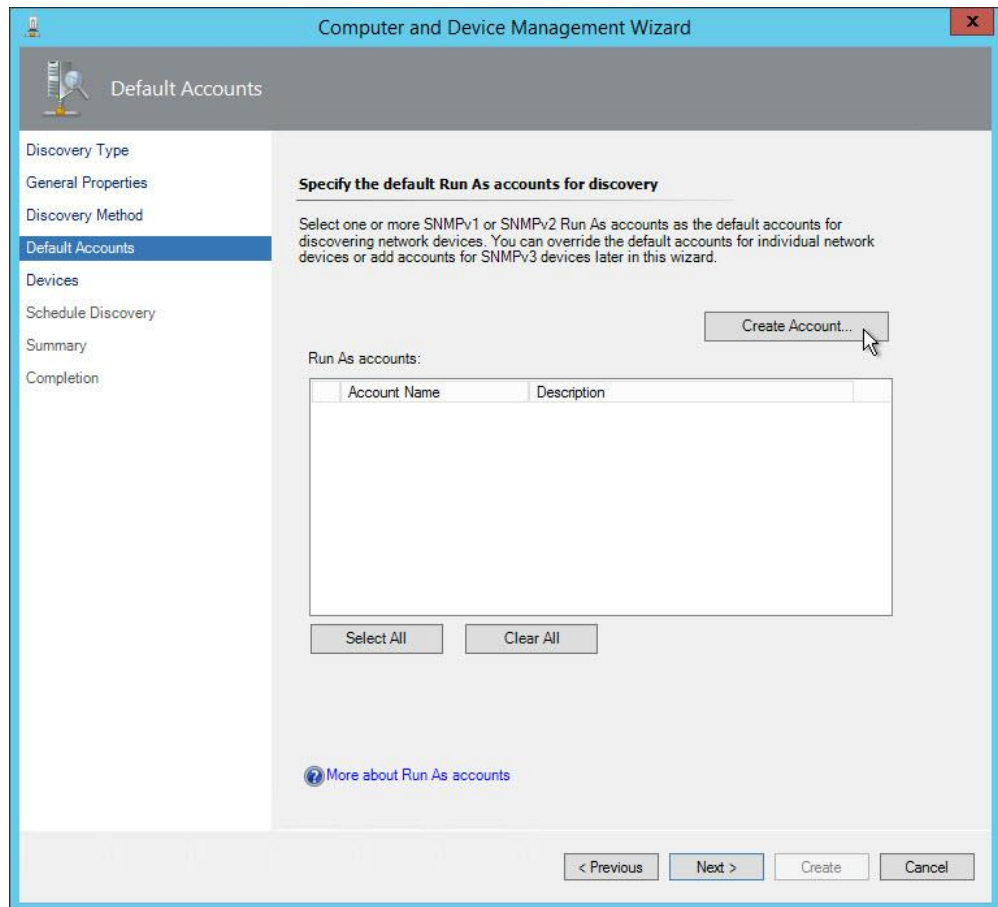 Computer and Device Management Wizard
x
Default Accounts
Discovery Type
General Properties
Discovery Method
Default Accounts
Devices
Schedule Discovery
Summary
Completion
Specify the default Run As accounts for discovery
Select one or more SNMPv1 or SNMPv2 Run As accounts as the default accounts for
discovering network devices. You can override the default accounts for individual network
devices or add accounts for SNMPv3 devices later in this wizard.
Create Account...
Run As accounts:
Account Name Description
Select All Clear All
More about Run As accounts
< Previous Next > Create Cancel